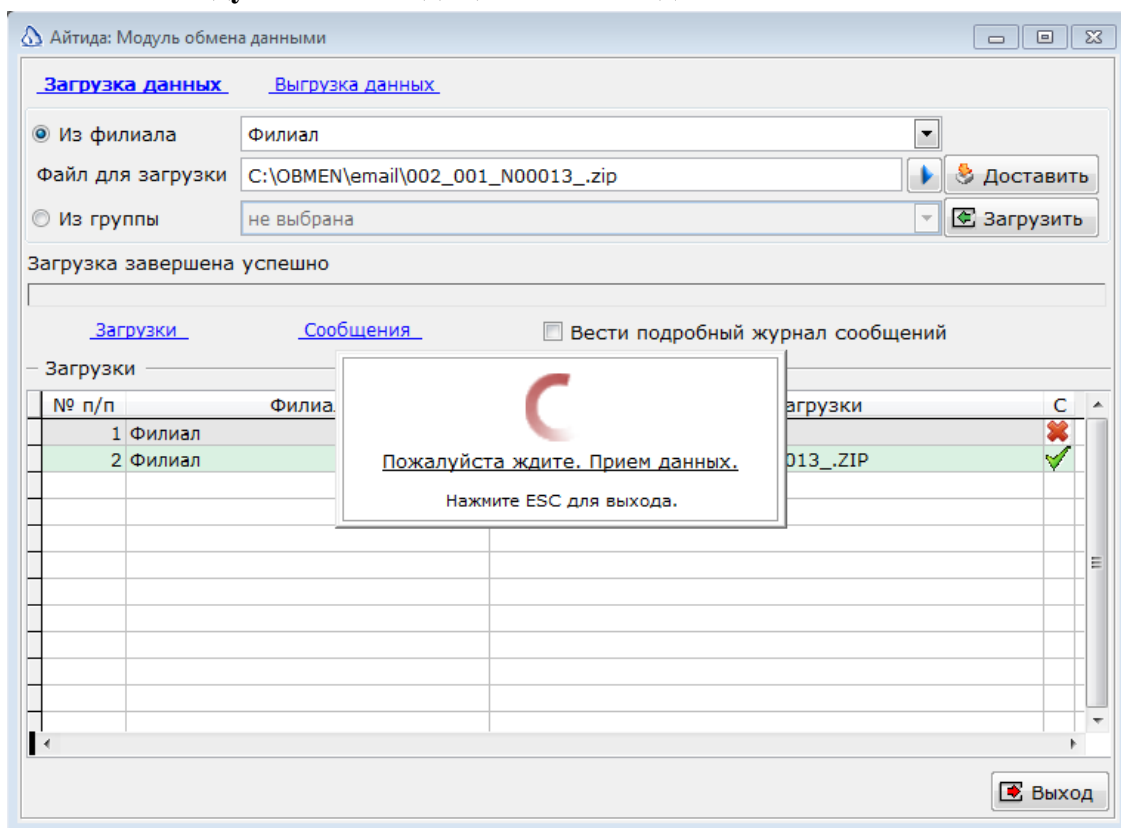 Айтида: Модуль обмена данными
Загрузка данных Выгрузка данных
Из филиала Филиал
Файл для загрузки C:\OBMEN\email\002_001_N00013_.zip Доставить
Из группы не выбрана Загрузить
Загрузка завершена успешно
Загрузки Сообщения Вести подробный журнал сообщений
Загрузки
№ п/п Филиа агрузки С
1 Филиал
2 Филиал 013_.ZIP
Пожалуйста ждите. Прием данных.
Нажмите ESC для выхода.
Выход